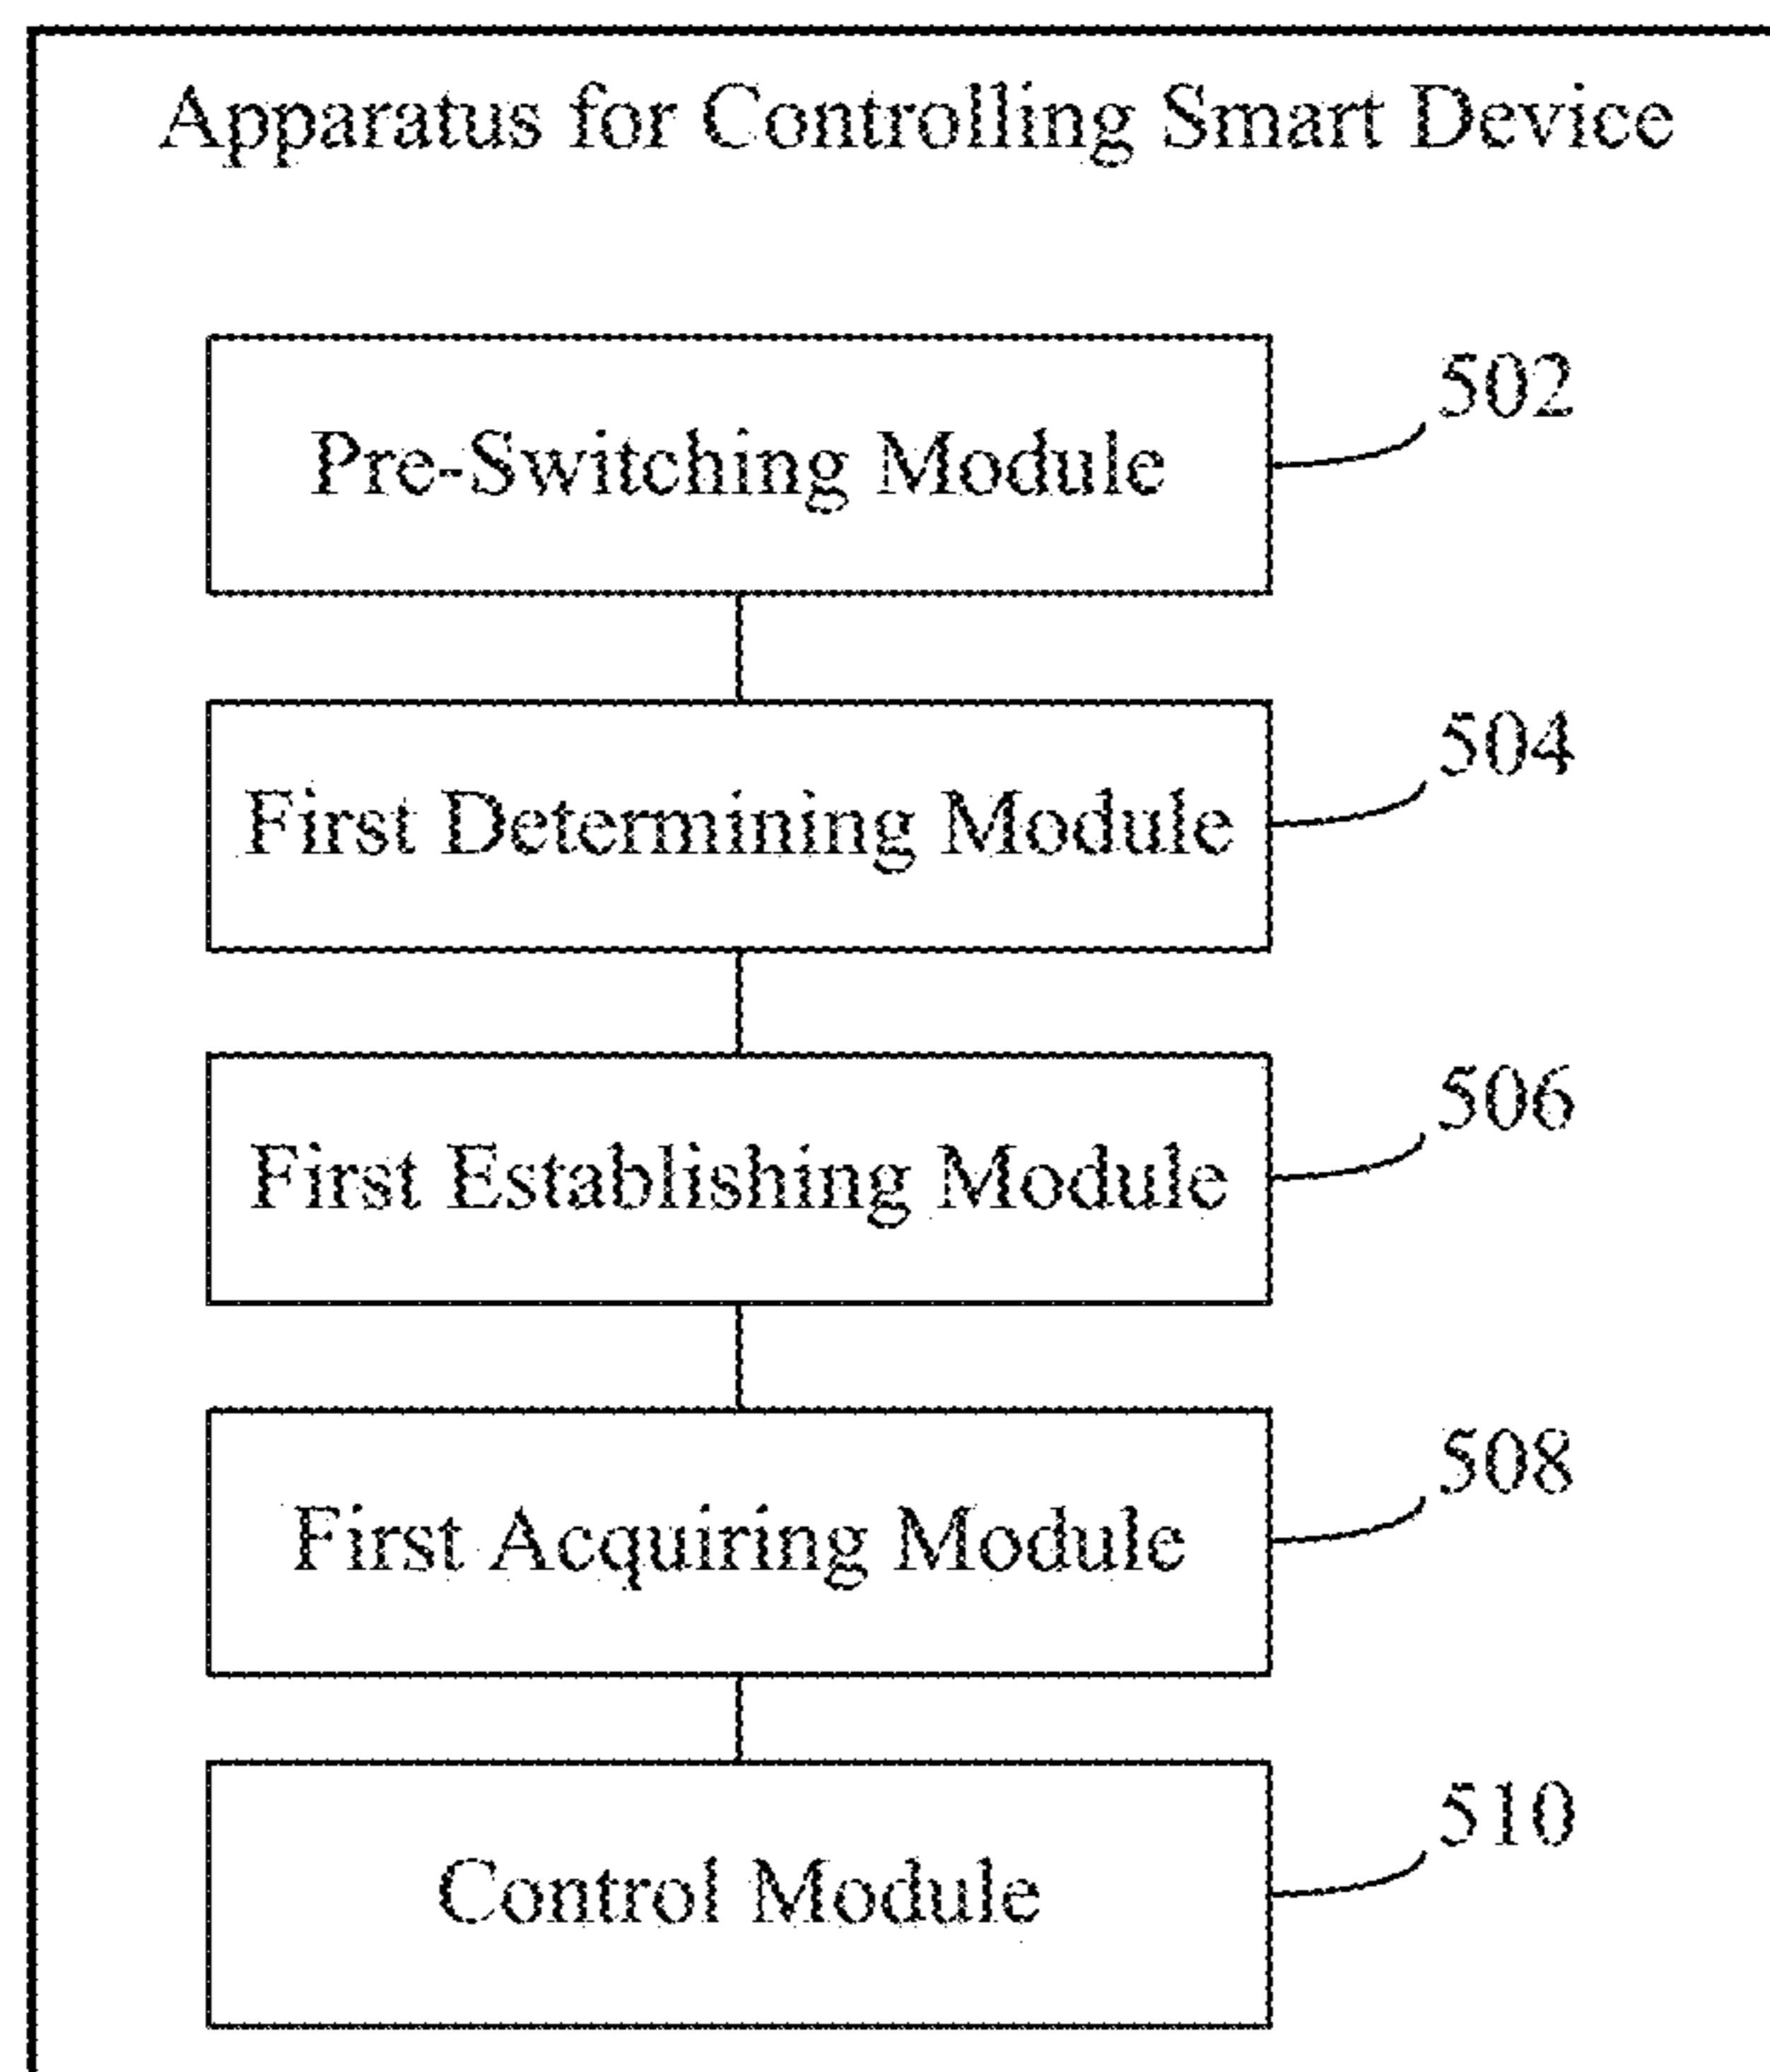 Apparatus for Controlling Smart Device
502
Pre-Switching Module
504
First Determining Module
506
First Establishing Module
508
First Acquiring Module
510
Control Module